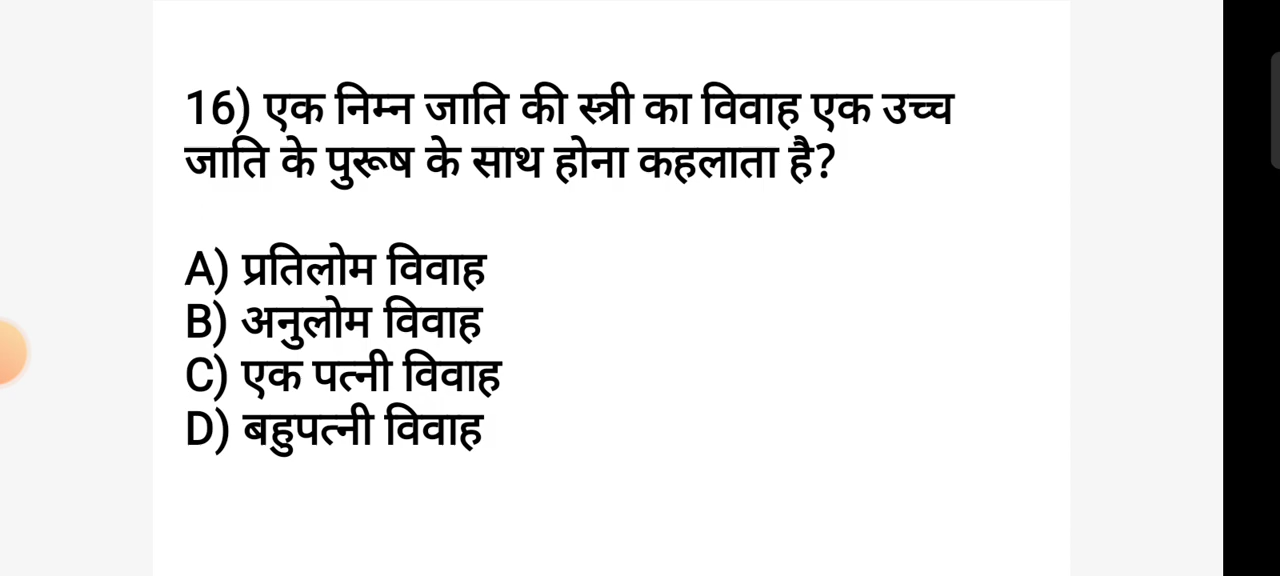 16) एक निम्न जाति की स्त्री का विवाह एक उच्च
जाति के पुरूष के साथ होना कहलाता है?
A) प्रतिलोम विवाह
B) अनुलोम विवाह
C) एक पत्नी विवाह
D) बहुपत्नी विवाह